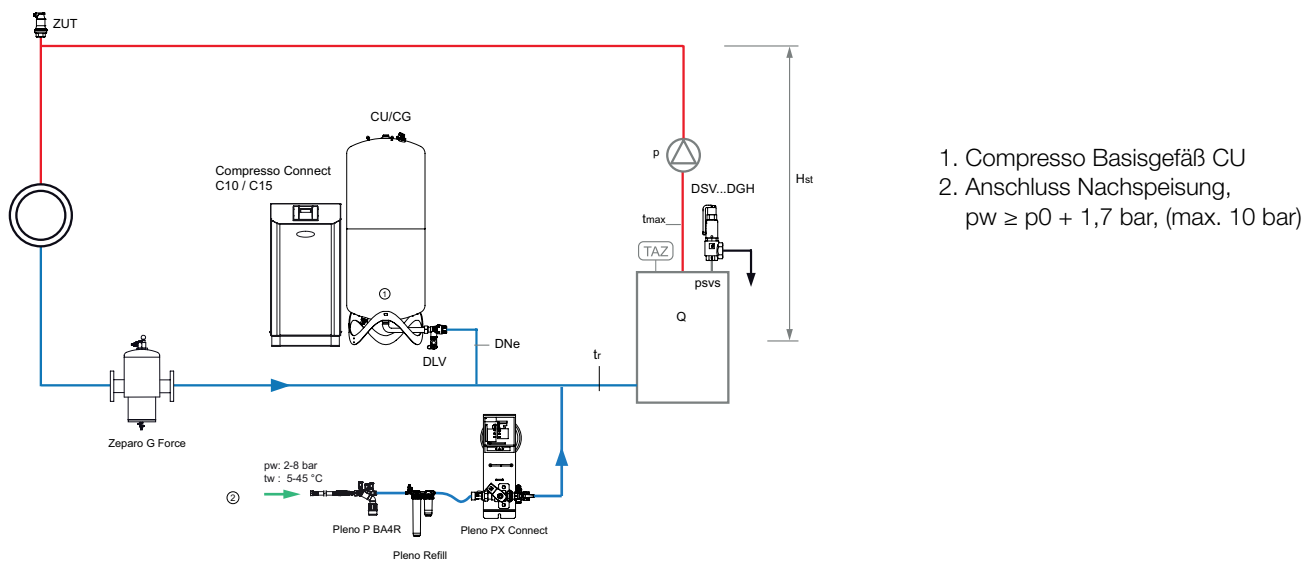 ZUT
CU/CG
Compresso Connect
C10 / C15
p
DSV...DGH
Hst
tmax
TAZ
psvs
1
Q
DNe
DLV
tr
Zeparo G Force
pw: 2-8 bar
tw : 5-45 °C
2
Pleno P BA4R
Pleno PX Connect
Pleno Refill
1. Compresso Basisgefäß CU
2. Anschluss Nachspeisung,
pw ≥ p0 + 1,7 bar, (max. 10 bar)